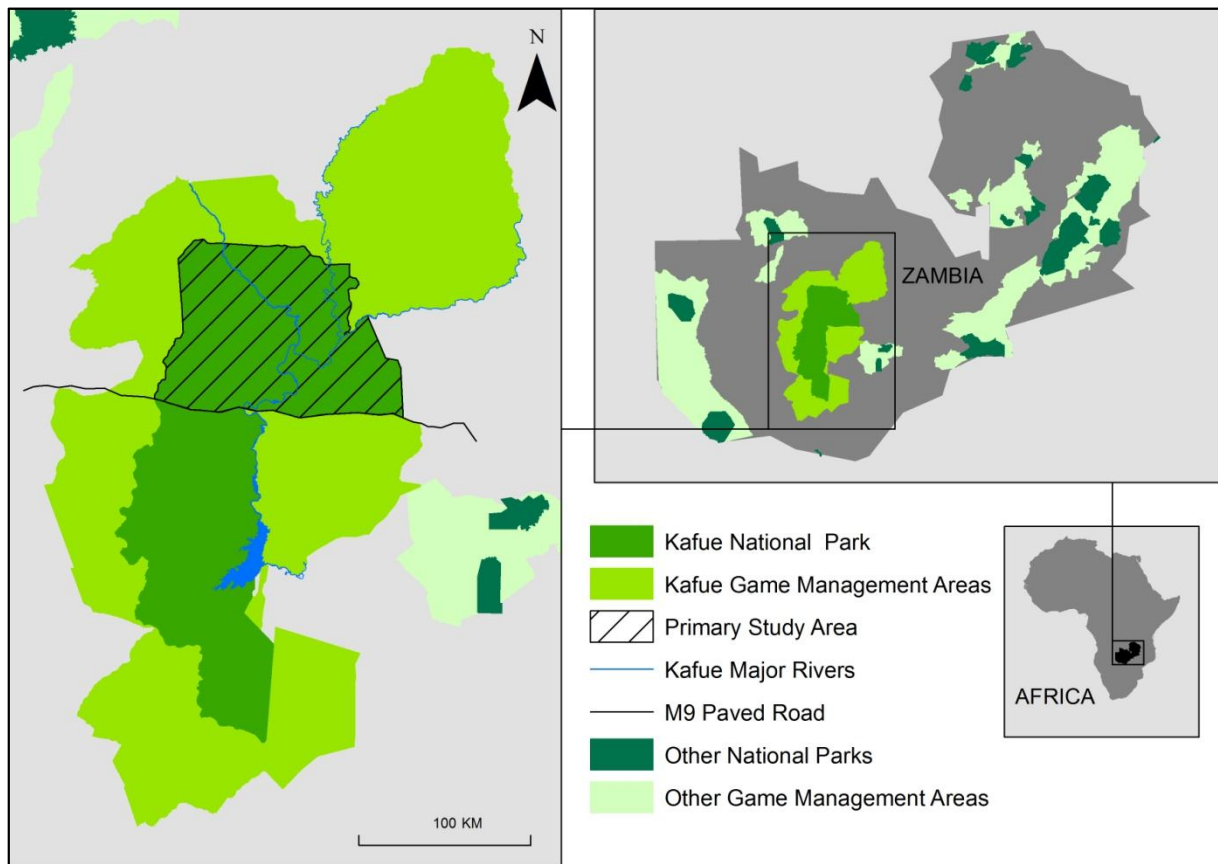 N
100 KM
ZAMBIA
Kafue National Park
Kafue Game Management Areas
Primary Study Area
Kafue Major Rivers
M9 Paved Road
Other National Parks
Other Game Management Areas
AFRICA